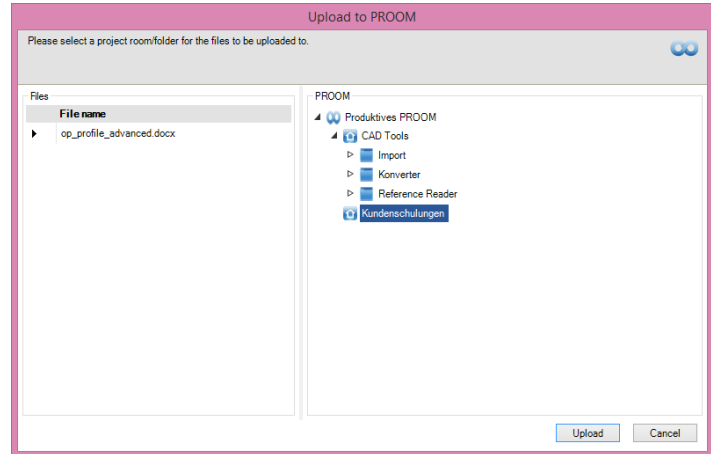 Upload to PROOM
Please select a project room/folder for the files to be uploaded to.
Files
File name
op_profile_advanced.docx
PROOM
Produktives PROOM
CAD Tools
Import
Konverter
Reference Reader
Kundenschulungen
Upload
Cancel